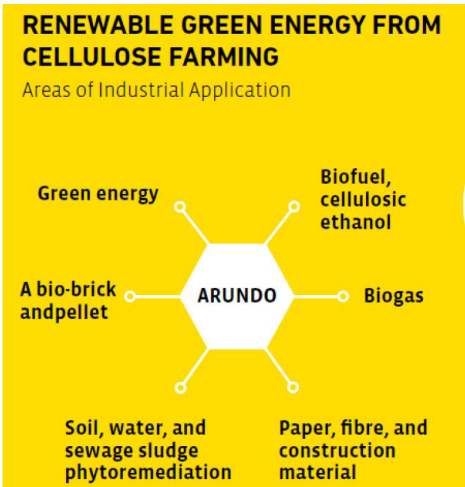 RENEWABLE GREEN ENERGY FROM
CELLULOSE FARMING
Areas of Industrial Application
Green energy
Biofuel,
cellulosic
ethanol
A bio-brick
andpellet
ARUNDO
Biogas
Soil, water, and
sewage sludge
phytoremediation
Paper, fibre, and
construction
material